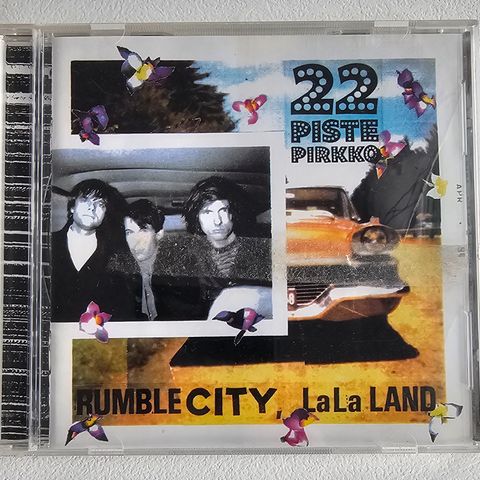 22
PISTE
PIRKKO
RUMBLE CITY, LaLa LAND